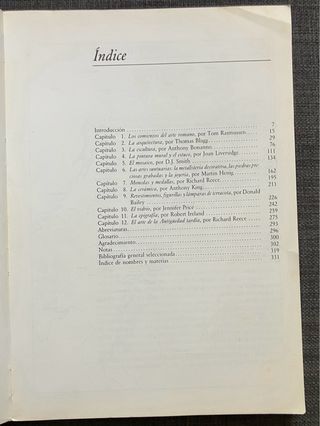 Índice
Introducción 7
Capítulo 1. Los comienzos del arte romano, por Tom Rasmussen 15
Capítulo 2. La arquitectura, por Thomas Blagg 29
Capítulo 3. La escultura, por Anthony Bonanno 76
Capítulo 4. La pintura mural y el estuco, por Joan Liversidge 111
Capítulo 5. El mosaico, por D.J. Smith 134
Capítulo 6. Las artes suntuarias: la metalistería decorativa, las piedras preciosas
grabadas y la joyería, por Martin Henig 162
Capítulo 7. Monedas y medallas, por Richard Reece 195
Capítulo 8. La cerámica, por Anthony King 211
Capítulo 9. Revestimientos, figurillas y lámparas de terracota, por Donald
Bailey 226
Capítulo 10. El vidrio, por Jennifer Price 242
Capítulo 11. La epigrafía, por Robert Ireland 259
Capítulo 12. El arte de la Antigüedad tardía, por Richard Reece 275
Abreviaturas 293
Glosario 296
Agradecimiento 300
Notas 302
Bibliografía general seleccionada 319
Índice de nombres y materias 331